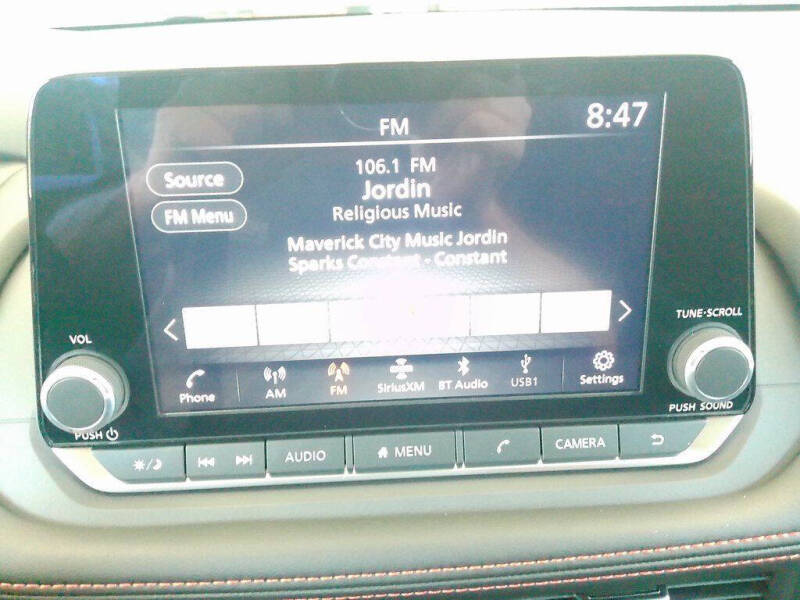 FM
8:47
106.1 FM
Source
Jordin
FM Menu
Religious Music
Maverick City Music Jordin
Sparks Constant - Constant
VOL
TUNE·SCROLL
Phone
AM
FM
SiriusXM
BT Audio
USB1
Settings
PUSH
PUSH SOUND
AUDIO
MENU
CAMERA